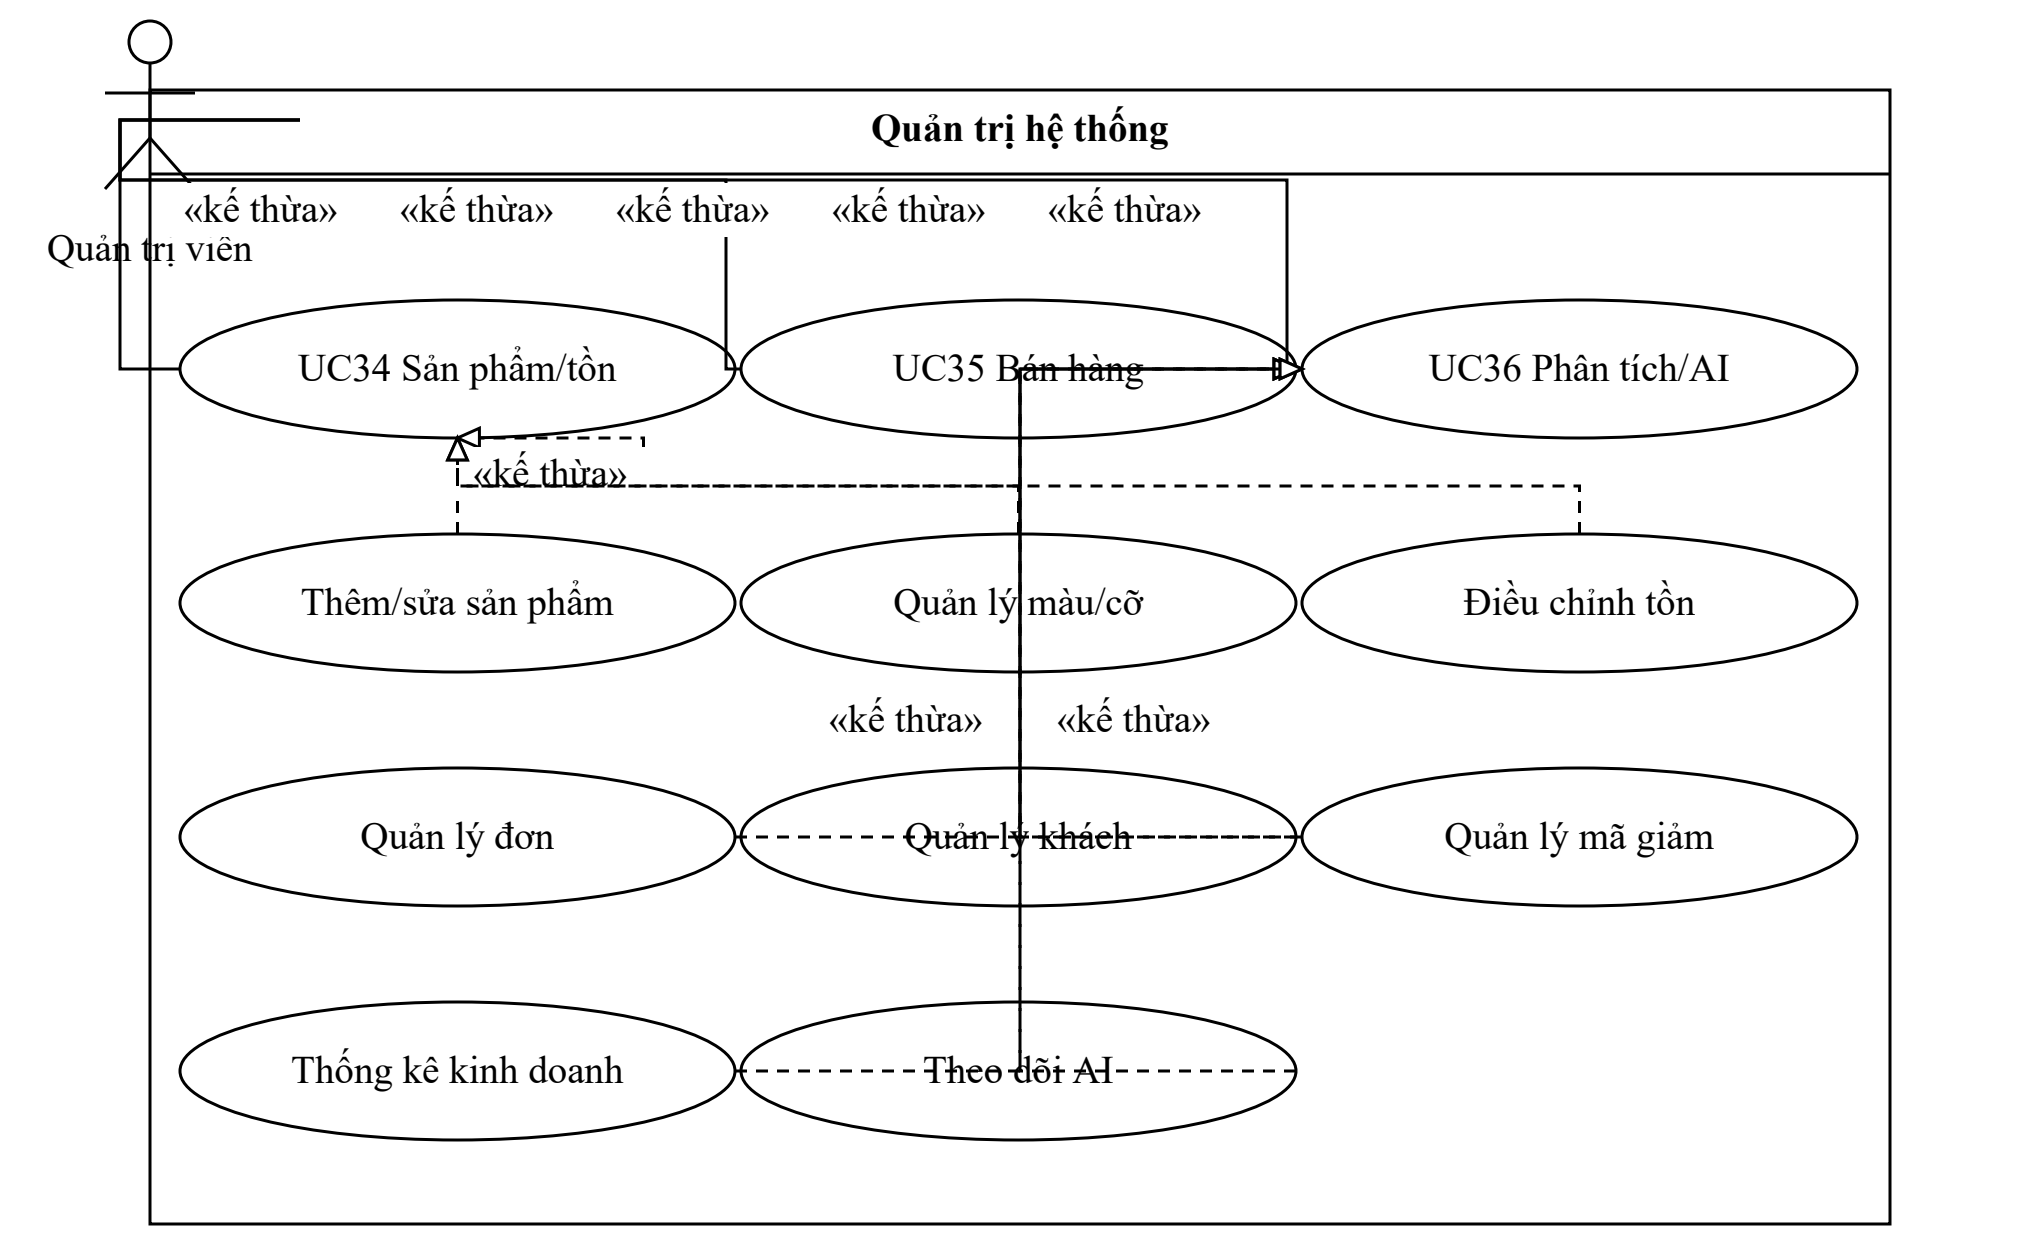 Quản trị hệ thống
«kế thừa» «kế thừa» «kế thừa» «kế thừa» «kế thừa»
Quản trị viên
UC34 Sản phẩm/tồn
UC35 Bán hàng
UC36 Phân tích/AI
«kế thừa»
Thêm/sửa sản phẩm
Quản lý màu/cỡ
Điều chỉnh tồn
«kế thừa» «kế thừa»
Quản lý đơn
Quản lý khách
Quản lý mã giảm
Thống kê kinh doanh
Theo dõi AI